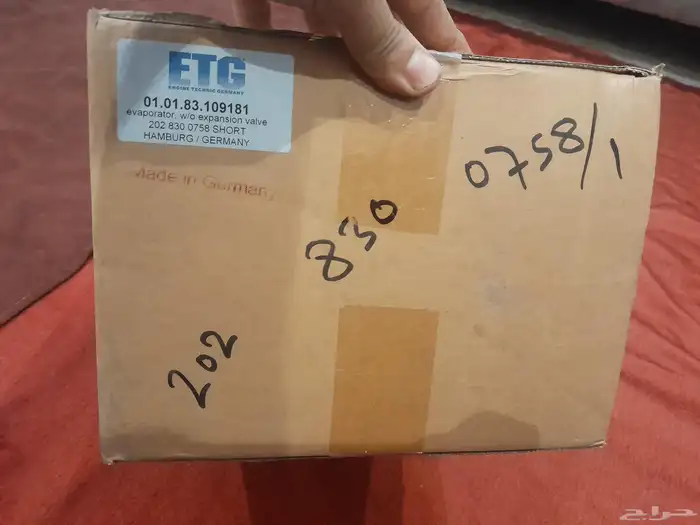 ETG
ENGINE TECHNIC GERMANY
01.01.83.109181
evaporator. w/o expansion valve
202 830 0758 SHORT
HAMBURG / GERMANY
Made in Gurmany
0758/1
830
202
حراج